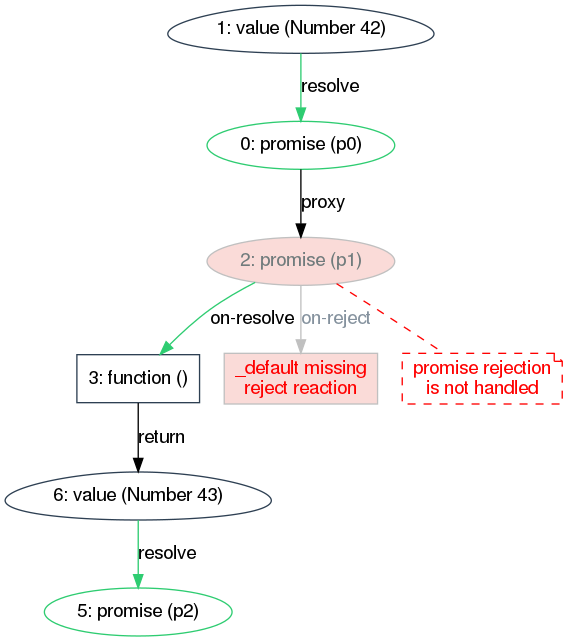 1: value (Number 42)
resolve
0: promise (p0)
proxy
2: promise (p1)
on-resolve
on-reject
3: function ()
_default missing
reject reaction
promise rejection
is not handled
return
6: value (Number 43)
resolve
5: promise (p2)